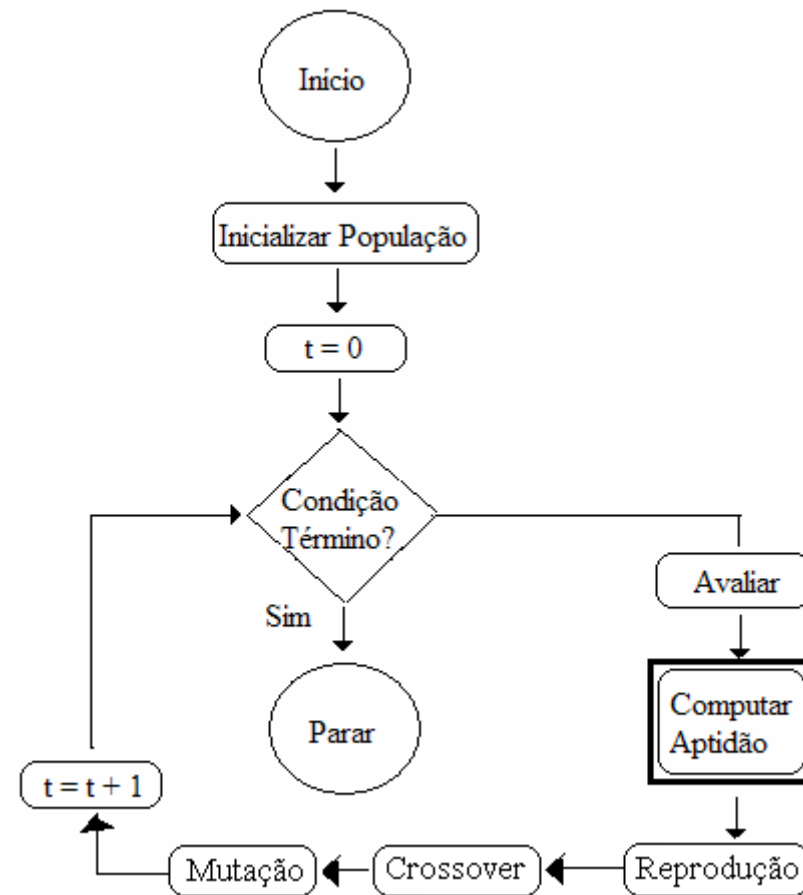 Início
Inicializar População
t = 0
Condição
Término?
Sim
Avaliar
Parar
Computar
Aptidão
t = t + 1
Mutação
Crossover
Reprodução